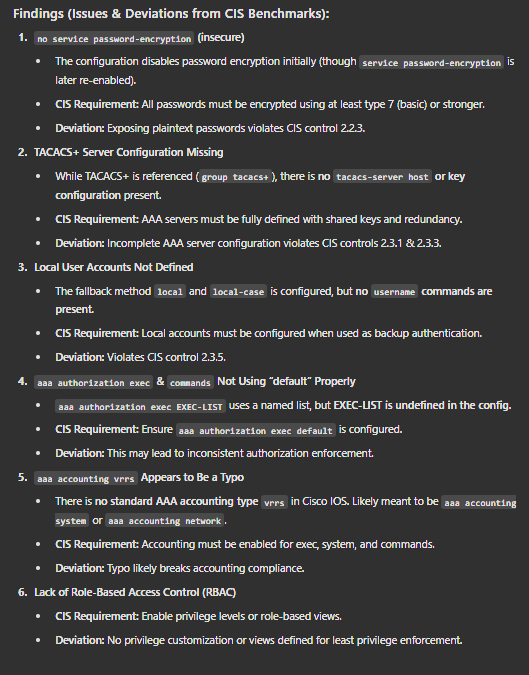 Findings (Issues & Deviations from CIS Benchmarks):
1. no service password-encryption (insecure)
• The configuration disables password encryption initially (though service password-encryption is
later re-enabled).
• CIS Requirement: All passwords must be encrypted using at least type 7 (basic) or stronger.
• Deviation: Exposing plaintext passwords violates CIS control 2.2.3.
2. TACACS+ Server Configuration Missing
• While TACACS+ is referenced (group tacacs+), there is no tacacs-server host or key
configuration present.
• CIS Requirement: AAA servers must be fully defined with shared keys and redundancy.
• Deviation: Incomplete AAA server configuration violates CIS controls 2.3.1 & 2.3.3.
3. Local User Accounts Not Defined
• The fallback method local and local-case is configured, but no username commands are
present.
• CIS Requirement: Local accounts must be configured when used as backup authentication.
• Deviation: Violates CIS control 2.3.5.
4. aaa authorization exec & commands Not Using “default” Properly
• aaa authorization exec EXEC-LIST uses a named list, but EXEC-LIST is undefined in the config.
• CIS Requirement: Ensure aaa authorization exec default is configured.
• Deviation: This may lead to inconsistent authorization enforcement.
5. aaa accounting vrrs Appears to Be a Typo
• There is no standard AAA accounting type vrrs in Cisco IOS. Likely meant to be aaa accounting
system or aaa accounting network.
• CIS Requirement: Accounting must be enabled for exec, system, and commands.
• Deviation: Typo likely breaks accounting compliance.
6. Lack of Role-Based Access Control (RBAC)
• CIS Requirement: Enable privilege levels or role-based views.
• Deviation: No privilege customization or views defined for least privilege enforcement.